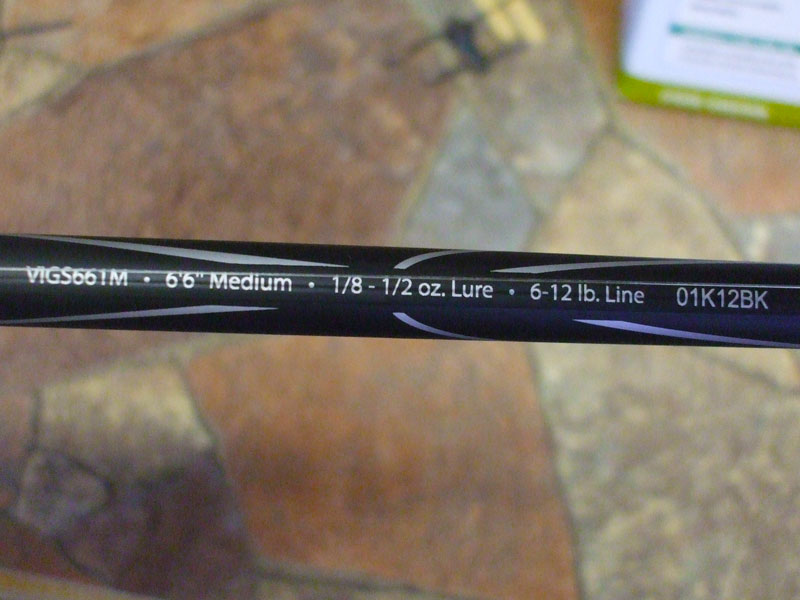 VIGS661M • 6'6" Medium • 1/8 - 1/2 oz. Lure • 6-12 lb. Line 01K12BK